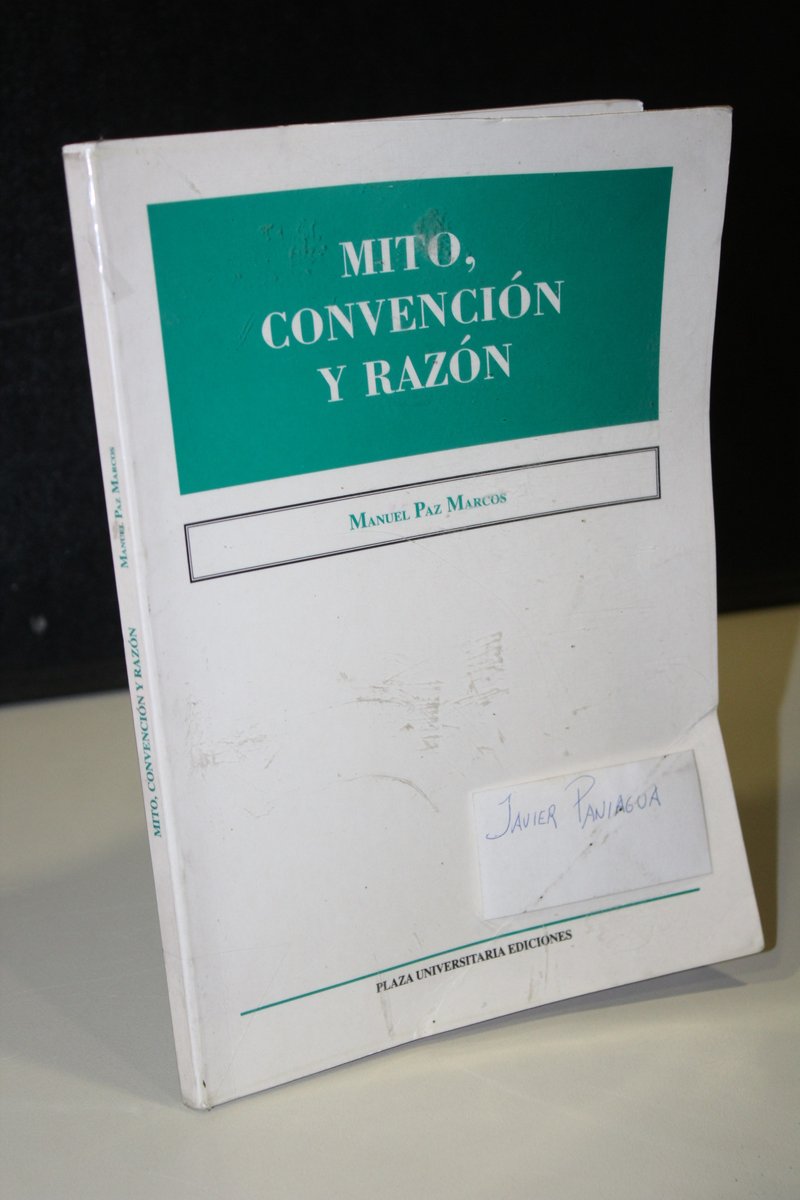 MITO,
CONVENCIÓN
Y RAZÓN
MANUEL PAZ MARCOS
JAVIER PANIAGUA
PLAZA UNIVERSITARIA EDICIONES
MITO, CONVENCIÓN Y RAZÓN
MANUEL PAZ MARCOS